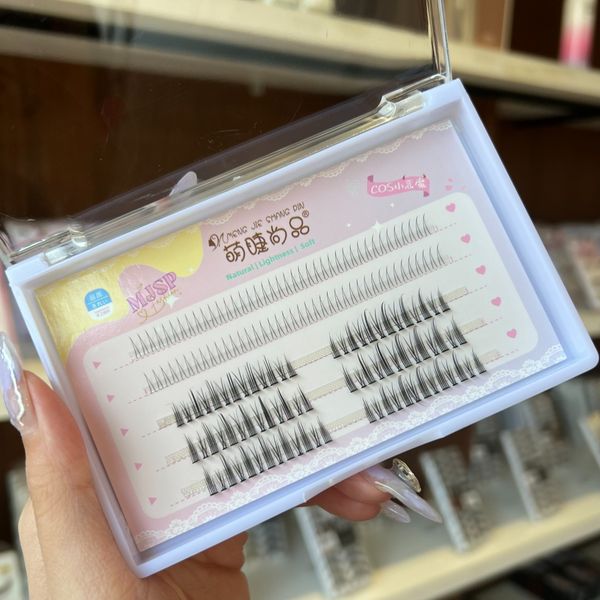 MENG JIE SHANG PIN
萌睫尚品®
Natural | Lightness | Soft
COS小恶魔
MJSP